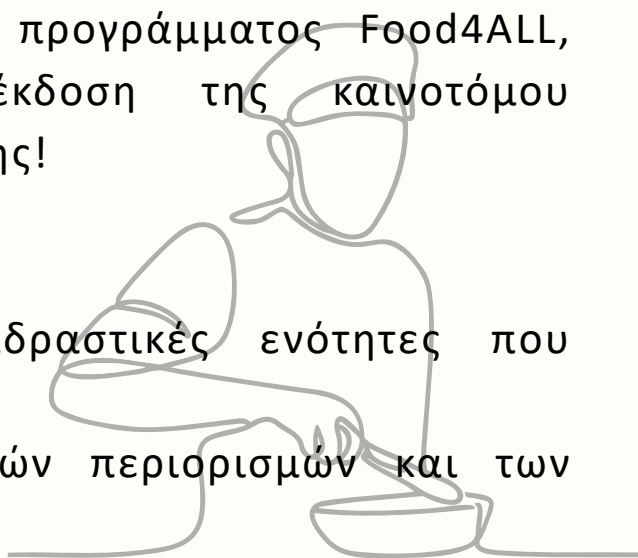 προγράμματος Food4ALL,
έκδοση της καινοτόμου
ης!
δραστικές ενότητες που
ών περιορισμών και των